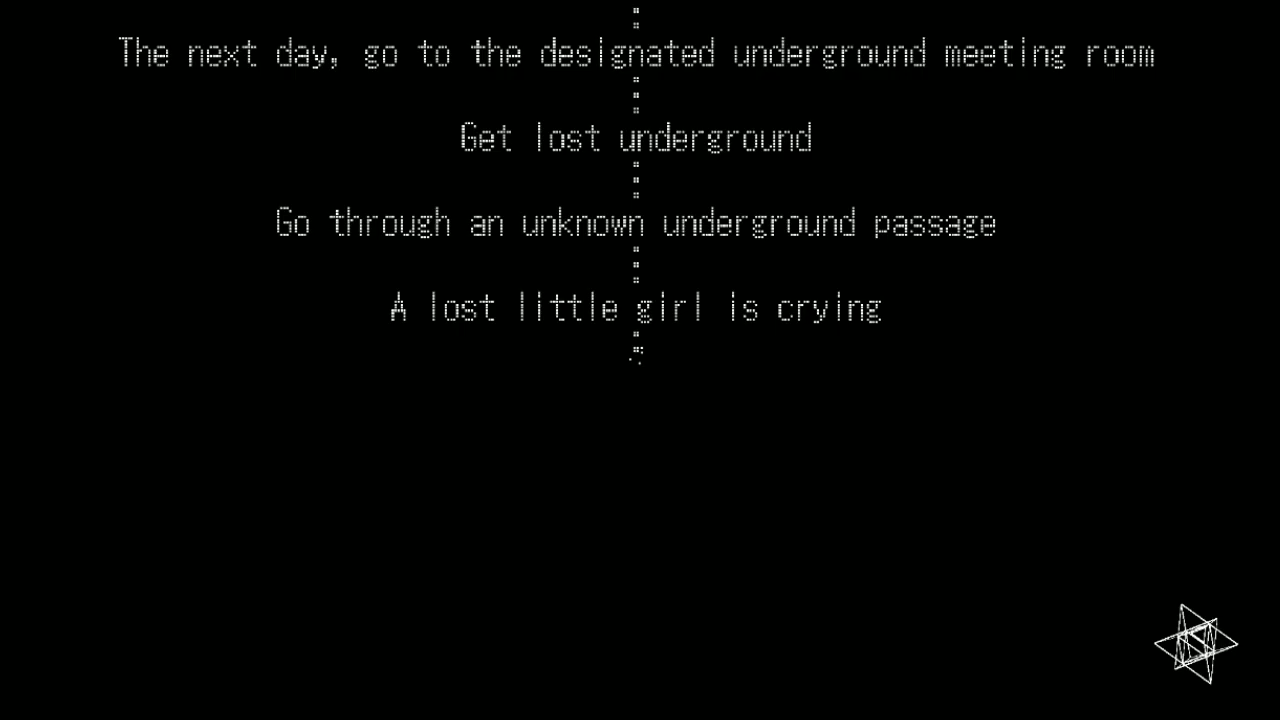 The next day, go to the designated underground meeting room
Get lost underground
Go through an unknown underground passage
A lost little girl is crying